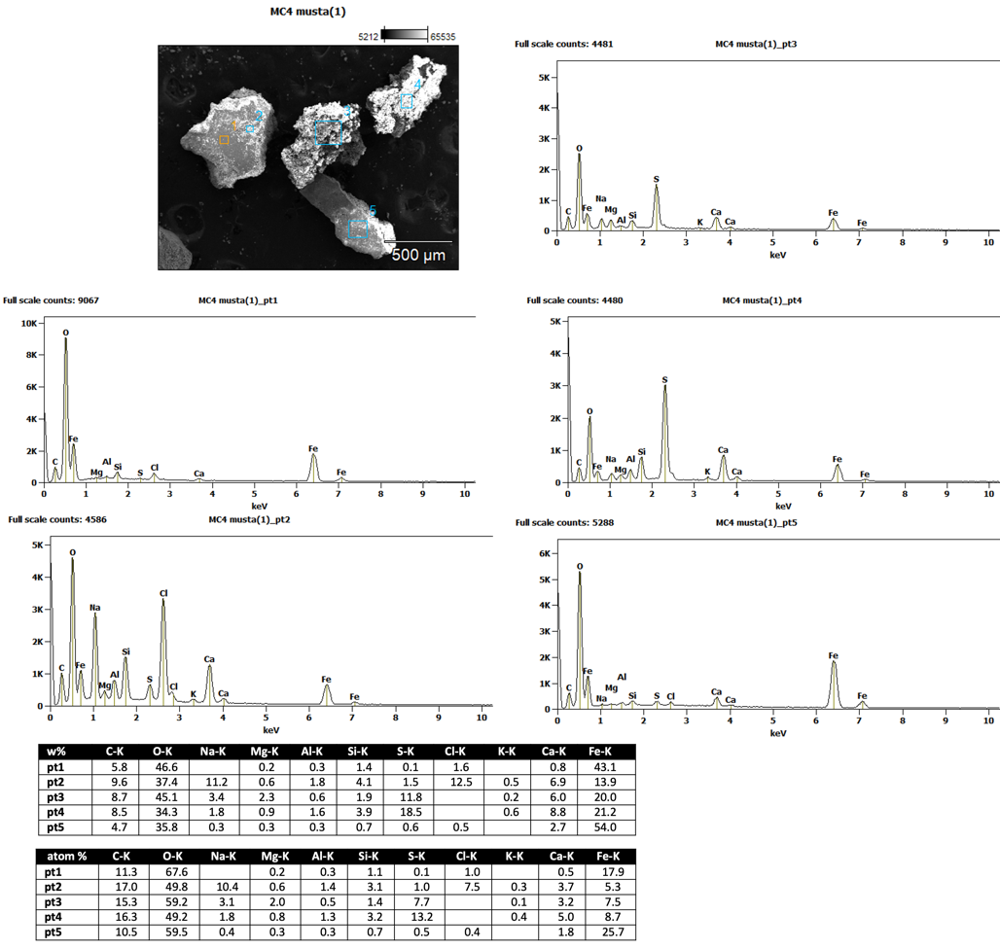 MC4 musta(1)
5212 65535
1 2 3 4 5
500 µm
Full scale counts: 4481 MC4 musta(1)_pt3
5K
4K
3K
2K
1K
0
C O Fe Na Mg Al Si S K Ca Ca Fe Fe
0 1 2 3 4 5 6 7 8 9 10
keV
Full scale counts: 9067 MC4 musta(1)_pt1
10K
8K
6K
4K
2K
0
C O Fe Mg Al Si S Cl Ca Fe Fe
0 1 2 3 4 5 6 7 8 9 10
keV
Full scale counts: 4480 MC4 musta(1)_pt4
5K
4K
3K
2K
1K
0
C O Fe Na Mg Al Si S K Ca Ca Fe Fe
0 1 2 3 4 5 6 7 8 9 10
keV
Full scale counts: 4586 MC4 musta(1)_pt2
5K
4K
3K
2K
1K
0
C O Fe Na Mg Al Si S Cl Cl K Ca Ca Fe Fe
0 1 2 3 4 5 6 7 8 9 10
keV
Full scale counts: 5288 MC4 musta(1)_pt5
6K
5K
4K
3K
2K
1K
0
C O Fe Na Mg Al Si S Cl Ca Ca Fe Fe
0 1 2 3 4 5 6 7 8 9 10
keV
w% C-K O-K Na-K Mg-K Al-K Si-K S-K Cl-K K-K Ca-K Fe-K
pt1 5.8 46.6 0.2 0.3 1.4 0.1 1.6 0.8 43.1
pt2 9.6 37.4 11.2 0.6 1.8 4.1 1.5 12.5 0.5 6.9 13.9
pt3 8.7 45.1 3.4 2.3 0.6 1.9 11.8 0.2 6.0 20.0
pt4 8.5 34.3 1.8 0.9 1.6 3.9 18.5 0.6 8.8 21.2
pt5 4.7 35.8 0.3 0.3 0.3 0.7 0.6 0.5 2.7 54.0
atom % C-K O-K Na-K Mg-K Al-K Si-K S-K Cl-K K-K Ca-K Fe-K
pt1 11.3 67.6 0.2 0.3 1.1 0.1 1.0 0.5 17.9
pt2 17.0 49.8 10.4 0.6 1.4 3.1 1.0 7.5 0.3 3.7 5.3
pt3 15.3 59.2 3.1 2.0 0.5 1.4 7.7 0.1 3.2 7.5
pt4 16.3 49.2 1.8 0.8 1.3 3.2 13.2 0.4 5.0 8.7
pt5 10.5 59.5 0.4 0.3 0.3 0.7 0.5 0.4 1.8 25.7